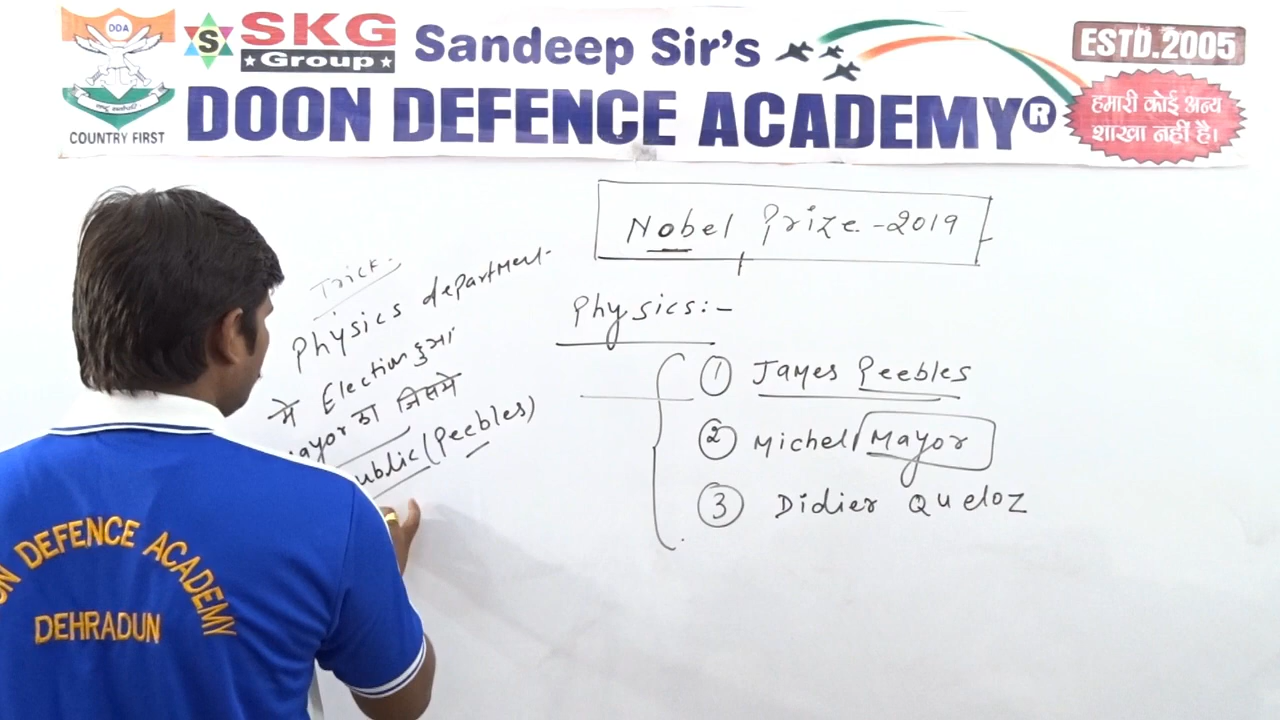 DDA
COUNTRY FIRST
S SKG
★Group★
Sandeep Sir's
DOON DEFENCE ACADEMY®
ESTD.2005
हमारी कोई अन्य
शाखा नहीं है।
Nobel Prize-2019
Trick.
Physics department
मे Election हुआ
Mayor का जिसमे
ublic (Peebles)
Physics:-
1 James Peebles
2 Michel Mayor
3 Didier Queloz
ON DEFENCE ACADEMY
DEHRADUN